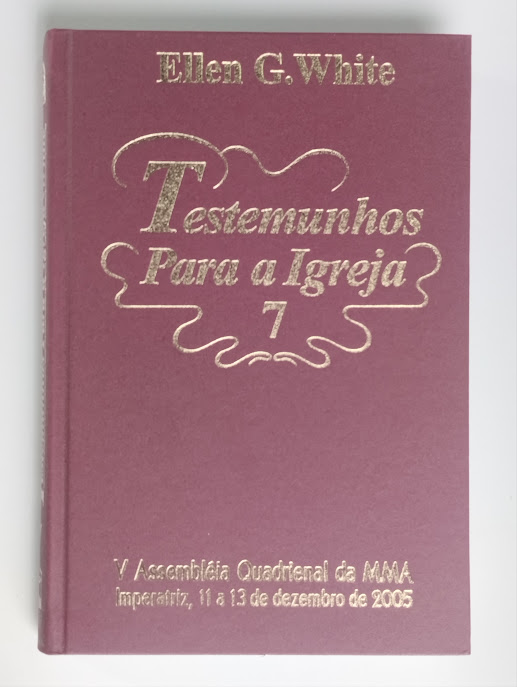 Ellen G. White
Testemunhos
Para a Igreja
7
V Assembléia Quadrienal da MMA
Imperatriz, 11 a 13 de dezembro de 2005